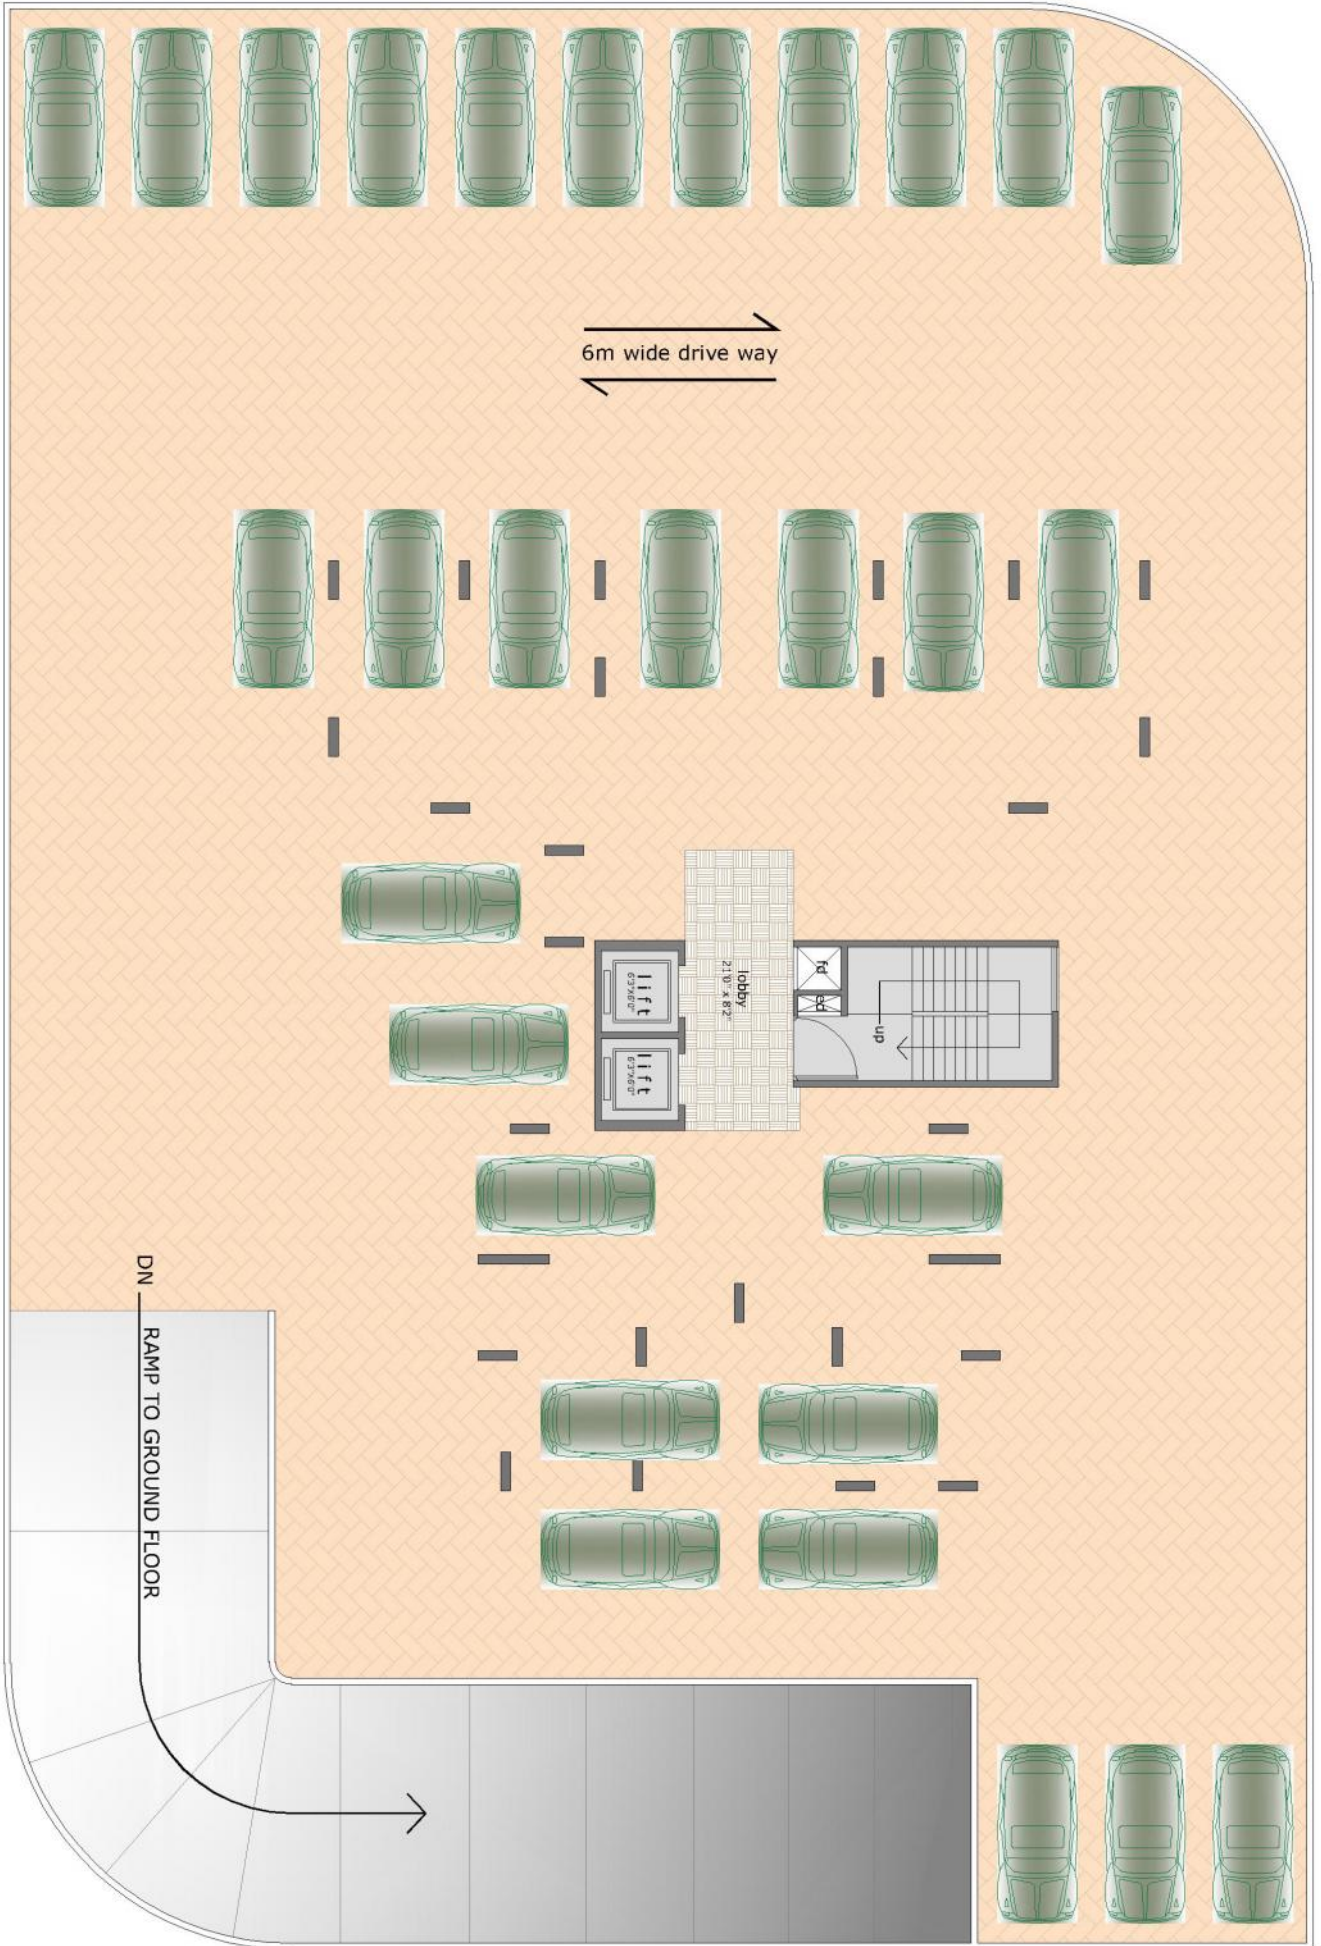 6m wide drive way
lobby
21'0" x 8'2"
fd
ed
lift
6'3"x6'0"
lift
6'3"x6'0"
up
DN
RAMP TO GROUND FLOOR